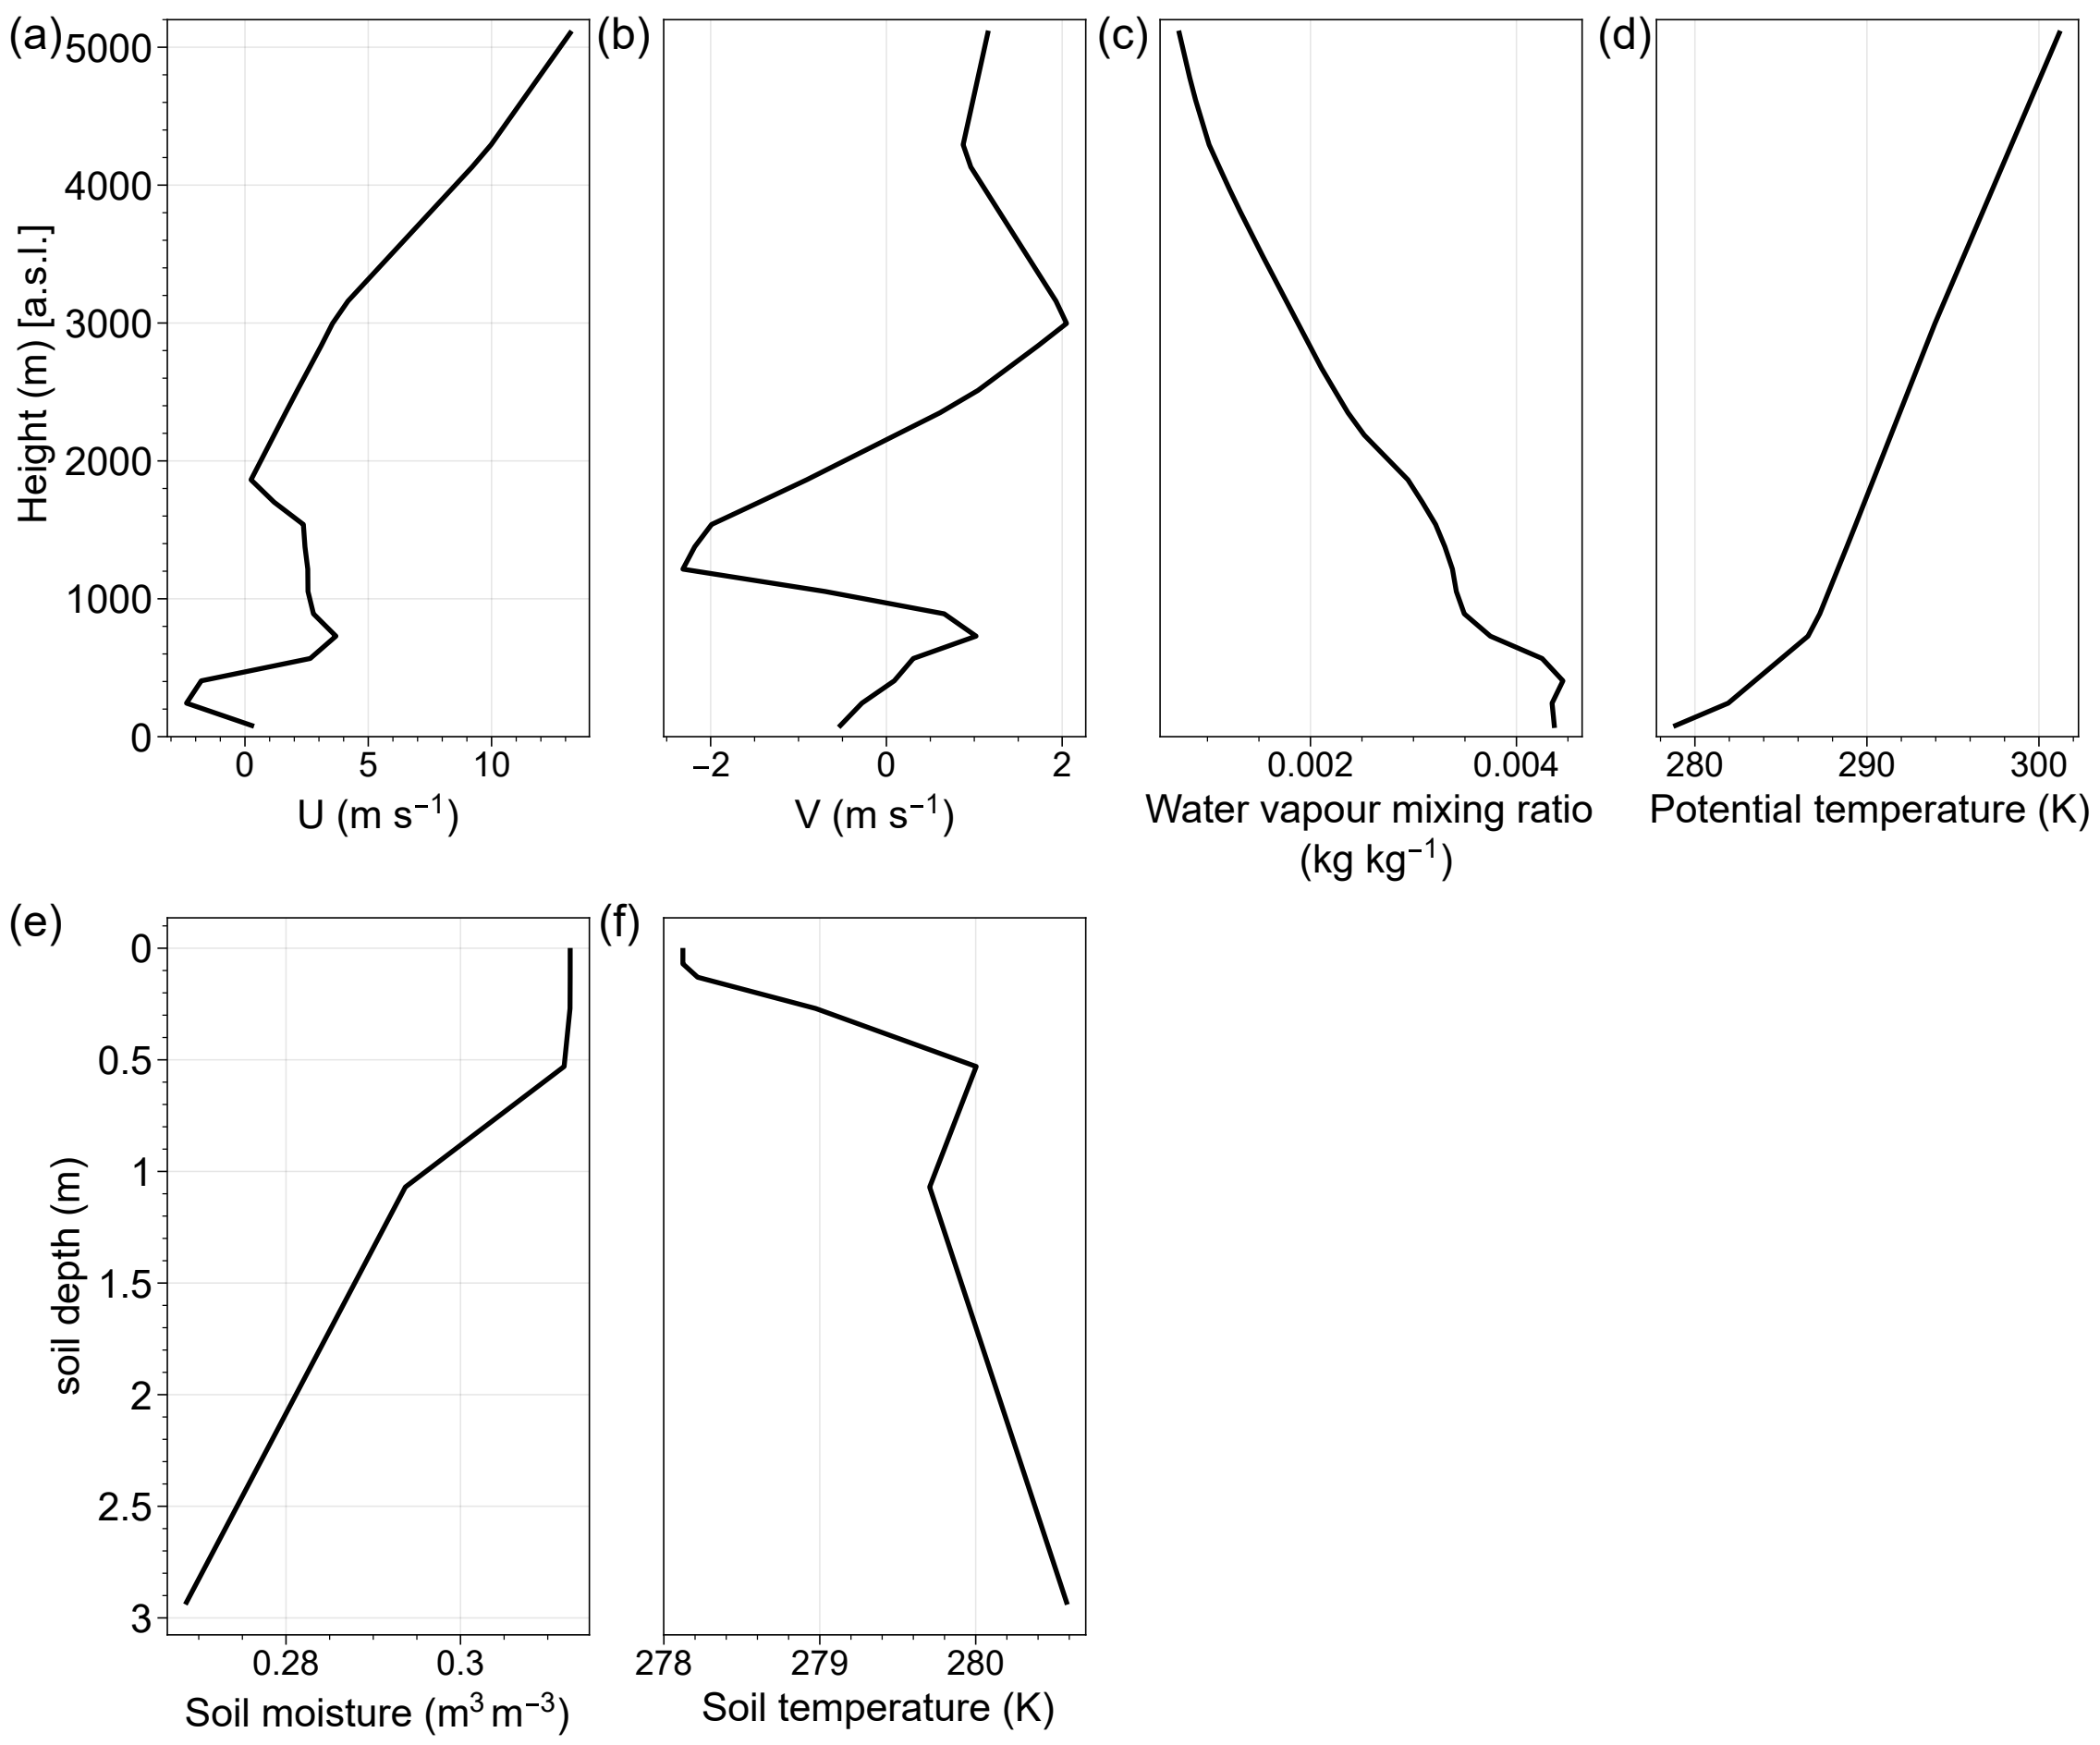 (a)
5000
4000
3000
2000
1000
0
Height (m) [a.s.l.]
0 5 10
U (m s⁻¹)
(b)
−2 0 2
V (m s⁻¹)
(c)
0.002 0.004
Water vapour mixing ratio
(kg kg⁻¹)
(d)
280 290 300
Potential temperature (K)
(e)
0
0.5
1
1.5
2
2.5
3
soil depth (m)
0.28 0.3
Soil moisture (m³ m⁻³)
(f)
278 279 280
Soil temperature (K)